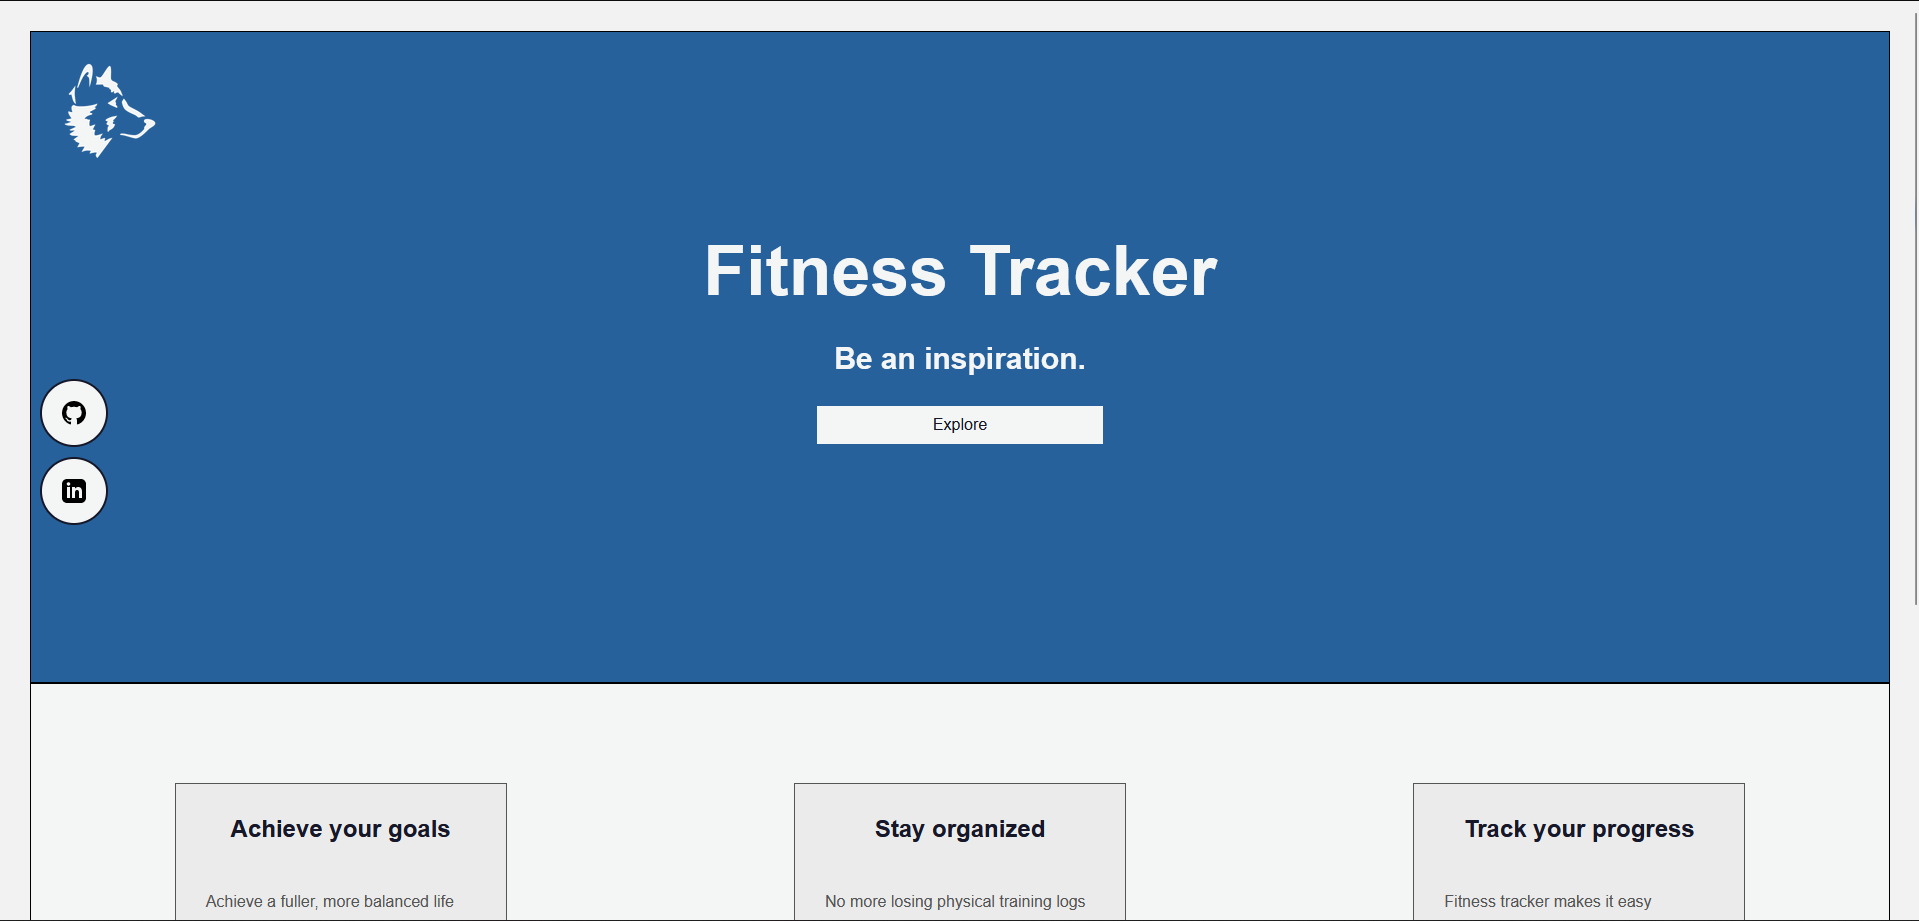 Fitness Tracker
Be an inspiration.
Explore
in
Achieve your goals
Achieve a fuller, more balanced life
Stay organized
No more losing physical training logs
Track your progress
Fitness tracker makes it easy